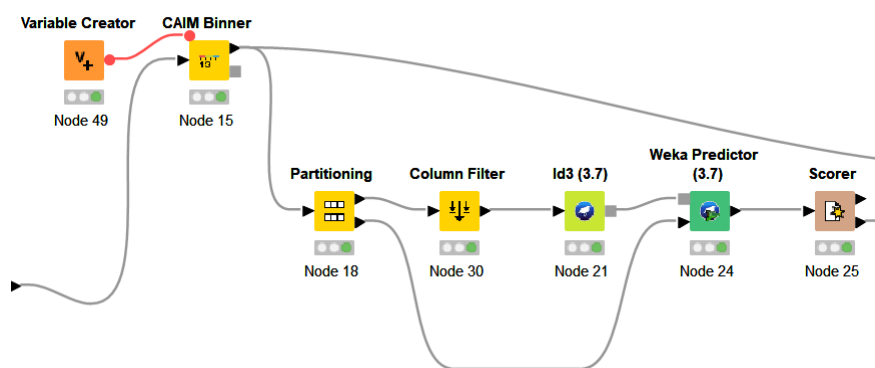 Variable Creator
CAIM Binner
V+
Node 49
Node 15
Partitioning
Column Filter
Id3 (3.7)
Weka Predictor
(3.7)
Scorer
Node 18
Node 30
Node 21
Node 24
Node 25